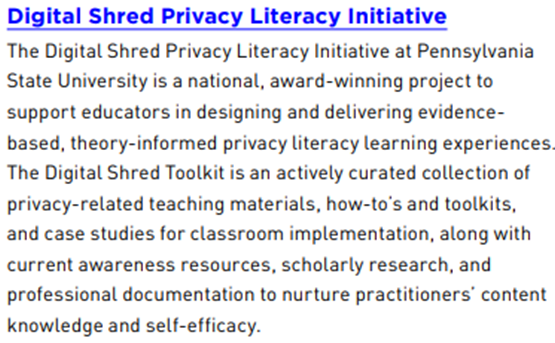 Digital Shred Privacy Literacy Initiative
The Digital Shred Privacy Literacy Initiative at Pennsylvania
State University is a national, award-winning project to
support educators in designing and delivering evidence-
based, theory-informed privacy literacy learning experiences.
The Digital Shred Toolkit is an actively curated collection of
privacy-related teaching materials, how-to's and toolkits,
and case studies for classroom implementation, along with
current awareness resources, scholarly research, and
professional documentation to nurture practitioners' content
knowledge and self-efficacy.